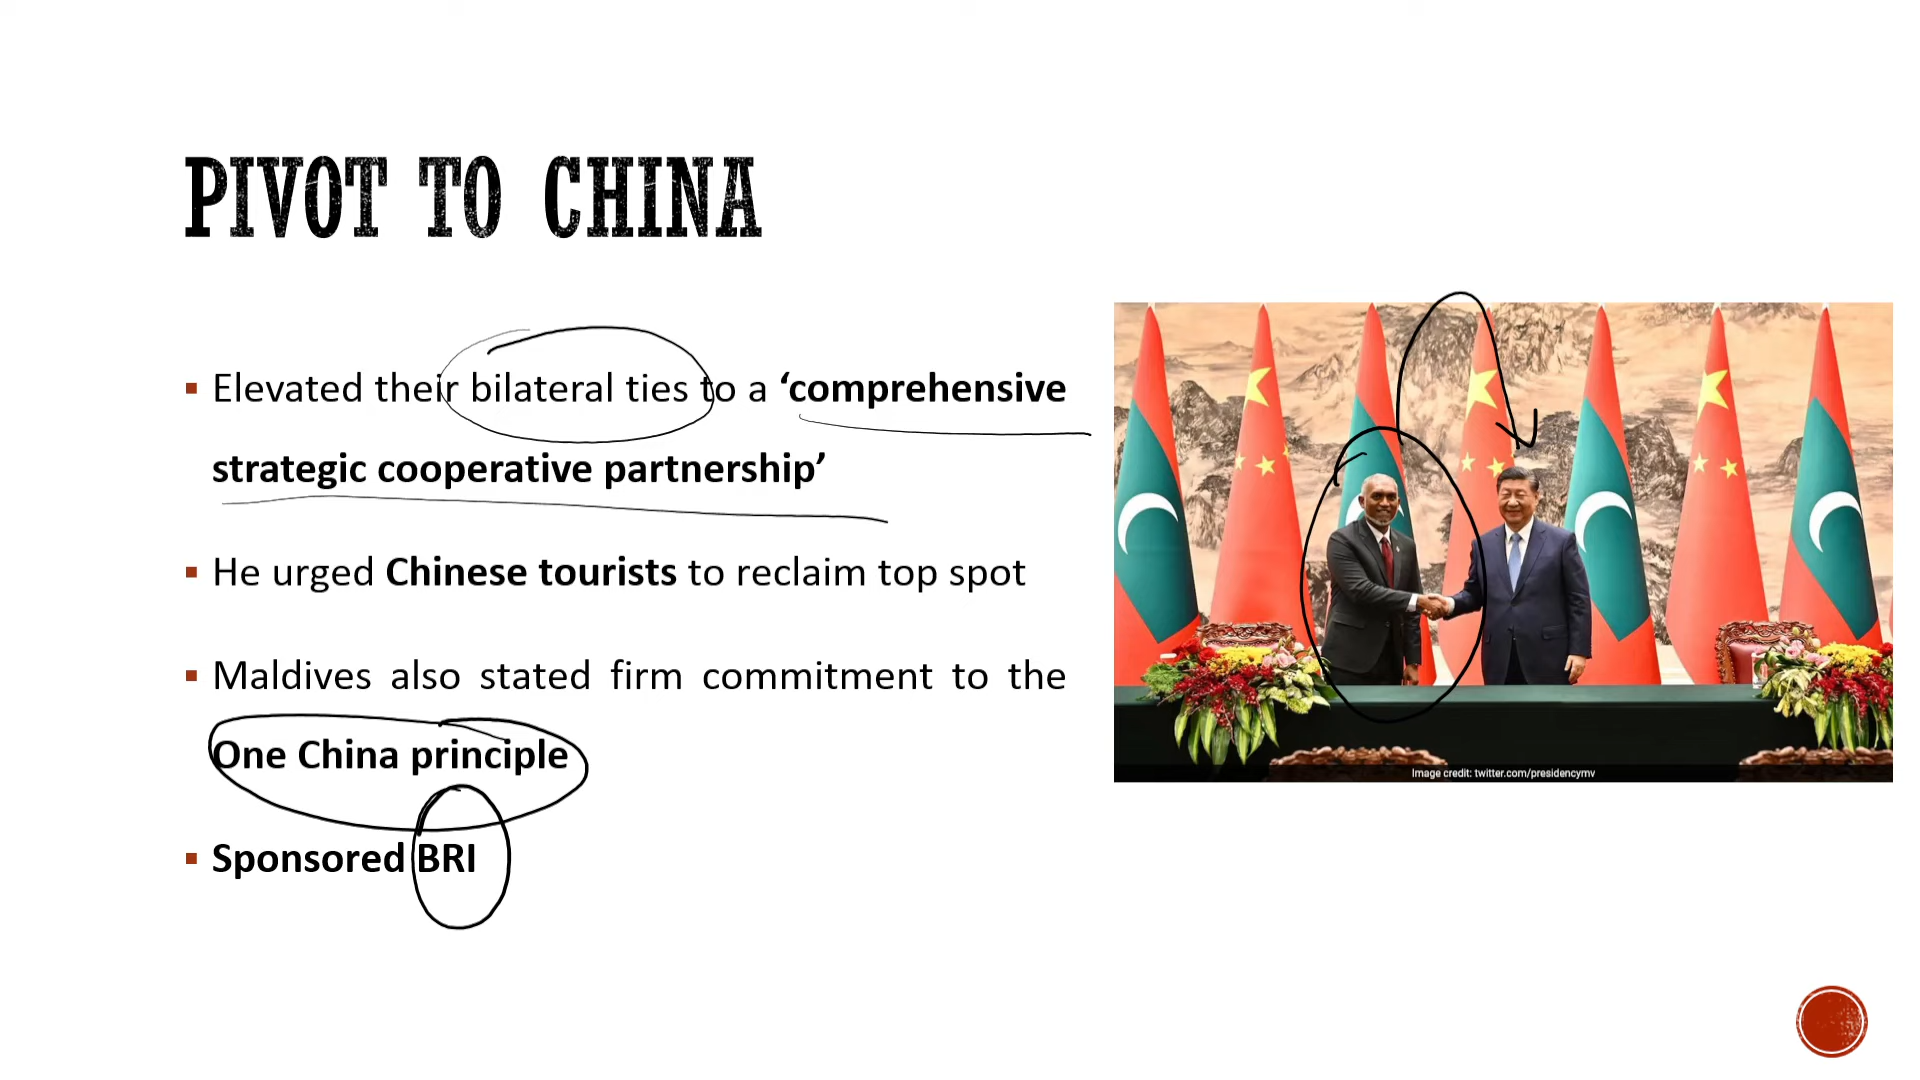 PIVOT TO CHINA
▪ Elevated their bilateral ties to a ‘comprehensive
strategic cooperative partnership’
▪ He urged Chinese tourists to reclaim top spot
▪ Maldives also stated firm commitment to the
One China principle
▪ Sponsored BRI
Image credit: twitter.com/presidencymv